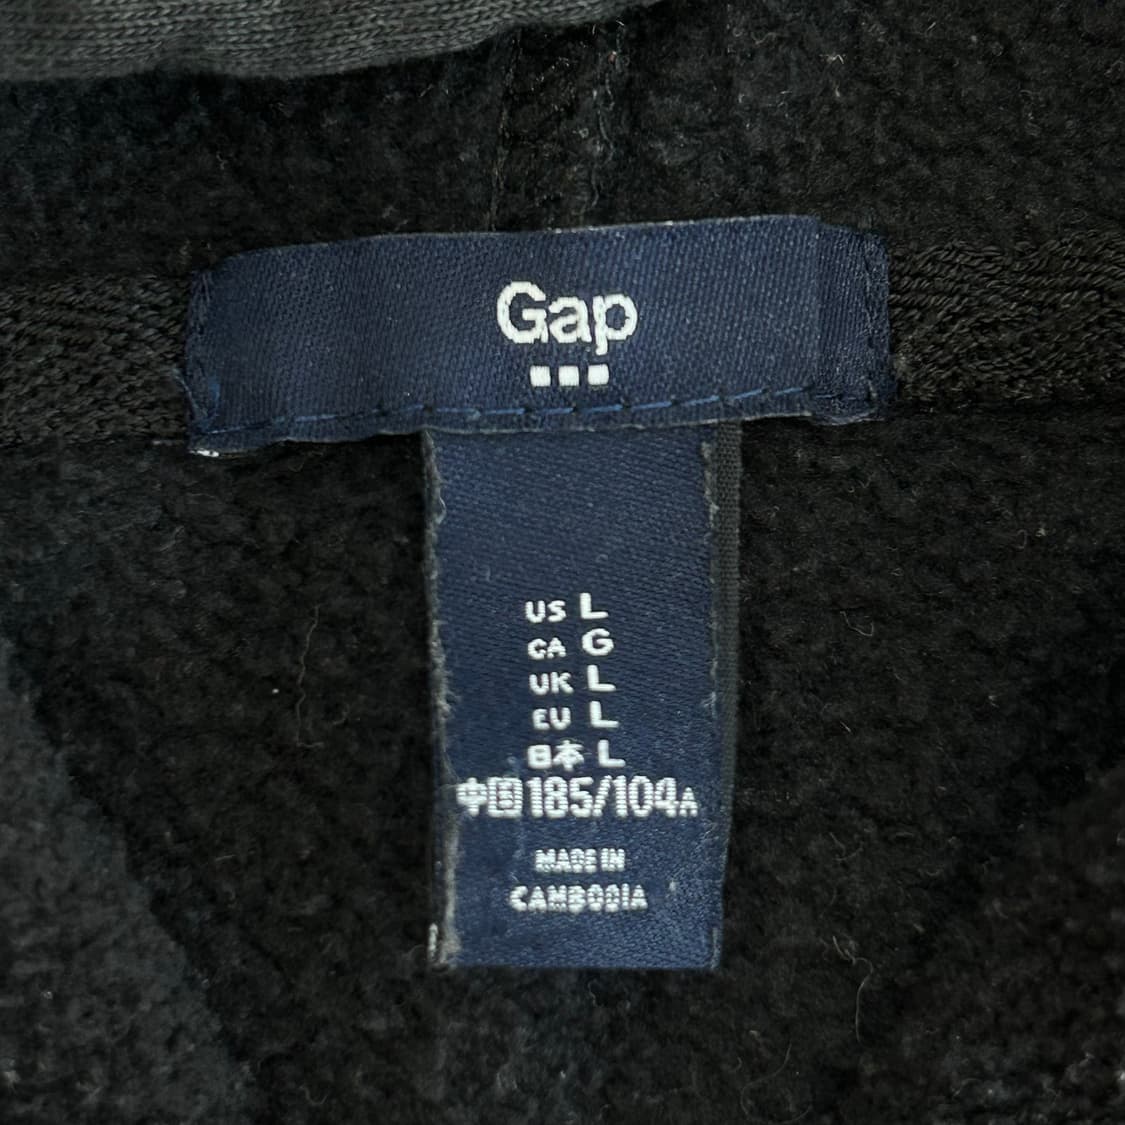 Gap
US L
CA G
UK L
EU L
日本 L
中国 185/104A
MADE IN
CAMBODIA